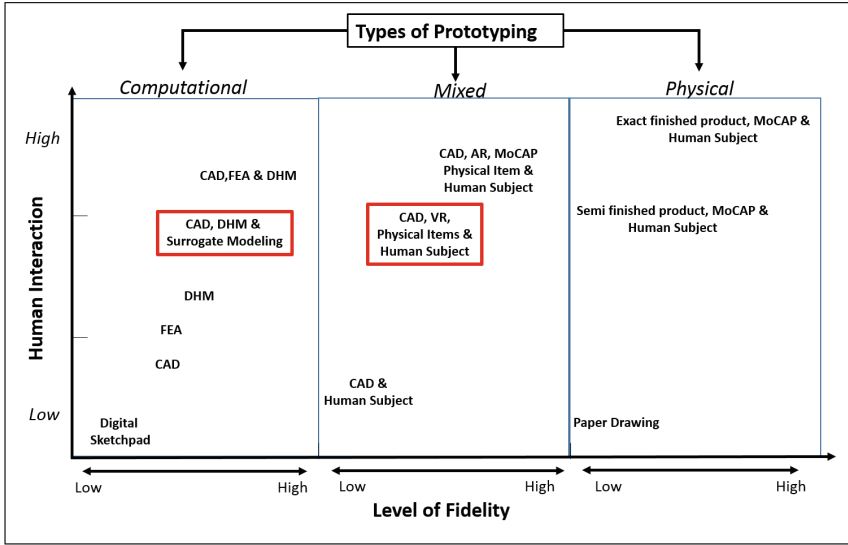 Types of Prototyping
Computational
Mixed
Physical
Human Interaction
High
Low
CAD,FEA & DHM
CAD, DHM &
Surrogate Modeling
DHM
FEA
CAD
Digital
Sketchpad
CAD, AR, MoCAP
Physical Item &
Human Subject
CAD, VR,
Physical Items &
Human Subject
CAD &
Human Subject
Exact finished product, MoCAP &
Human Subject
Semi finished product, MoCAP &
Human Subject
Paper Drawing
Low
High
Low
High
Low
High
Level of Fidelity